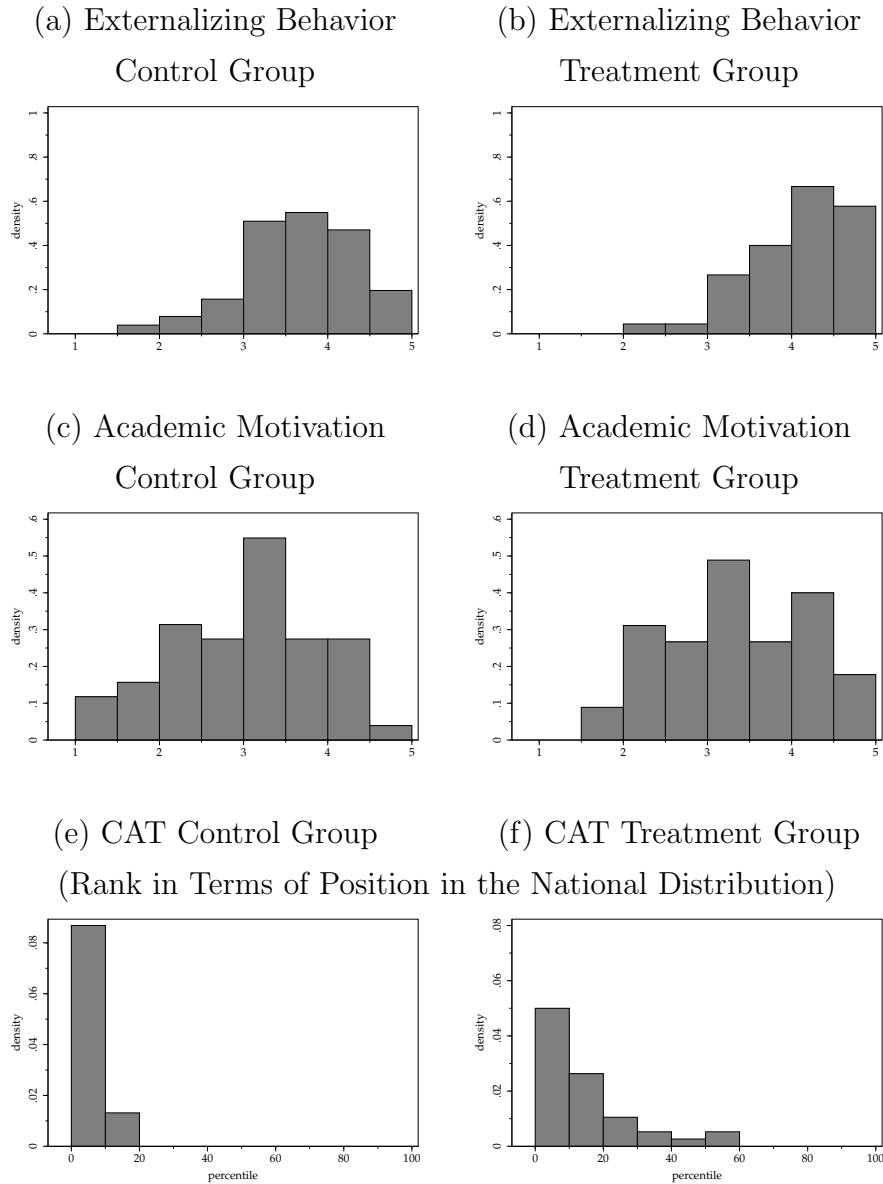 (a) Externalizing Behavior
Control Group
(b) Externalizing Behavior
Treatment Group
density
0 .2 .4 .6 .8 1
1 2 3 4 5
density
0 .2 .4 .6 .8 1
1 2 3 4 5
(c) Academic Motivation
Control Group
(d) Academic Motivation
Treatment Group
density
0 .1 .2 .3 .4 .5 .6
1 2 3 4 5
density
0 .1 .2 .3 .4 .5 .6
1 2 3 4 5
(e) CAT Control Group
(f) CAT Treatment Group
(Rank in Terms of Position in the National Distribution)
density
0 .02 .04 .06 .08
0 20 40 60 80 100
percentile
density
0 .02 .04 .06 .08
0 20 40 60 80 100
percentile